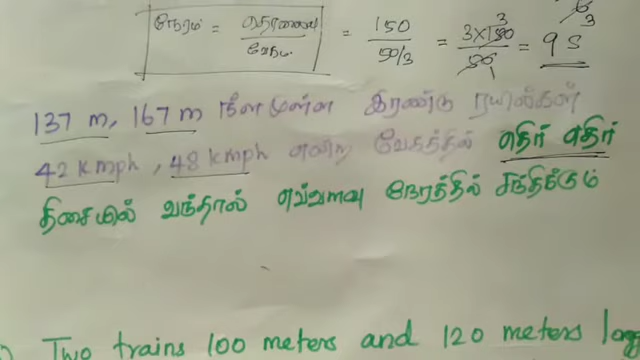 நேரம் = தொலைவு / வேகம் = 150 / 50/3 = 3×150 / 50 = 9 s
137 m, 167 m நீளமுள்ள இரண்டு ரயில்கள்
42 kmph, 48 kmph என்ற வேகத்தில் எதிர் எதிர்
திசையில் வந்தால் எவ்வளவு நேரத்தில் சந்திக்கும்
Two trains 100 meters and 120 meters long